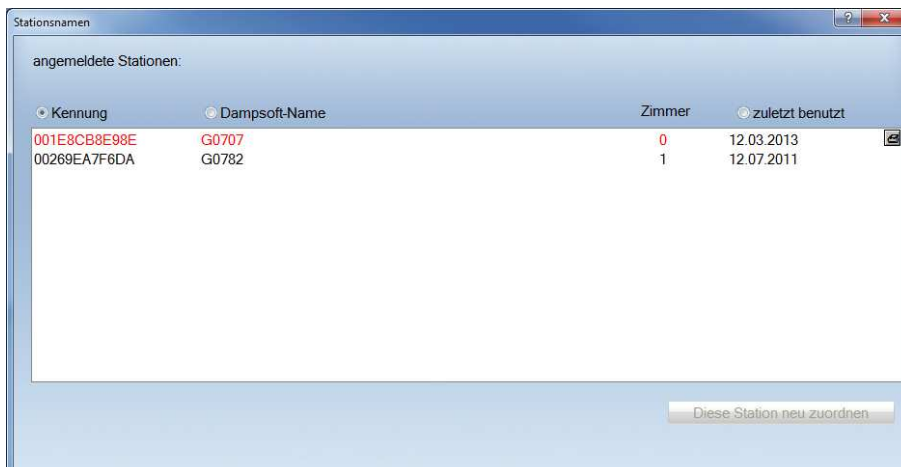 Stationsnamen
angemeldete Stationen:
Kennung Dampsoft-Name Zimmer zuletzt benutzt
001E8CB8E98E G0707 0 12.03.2013
00269EA7F6DA G0782 1 12.07.2011
Diese Station neu zuordnen